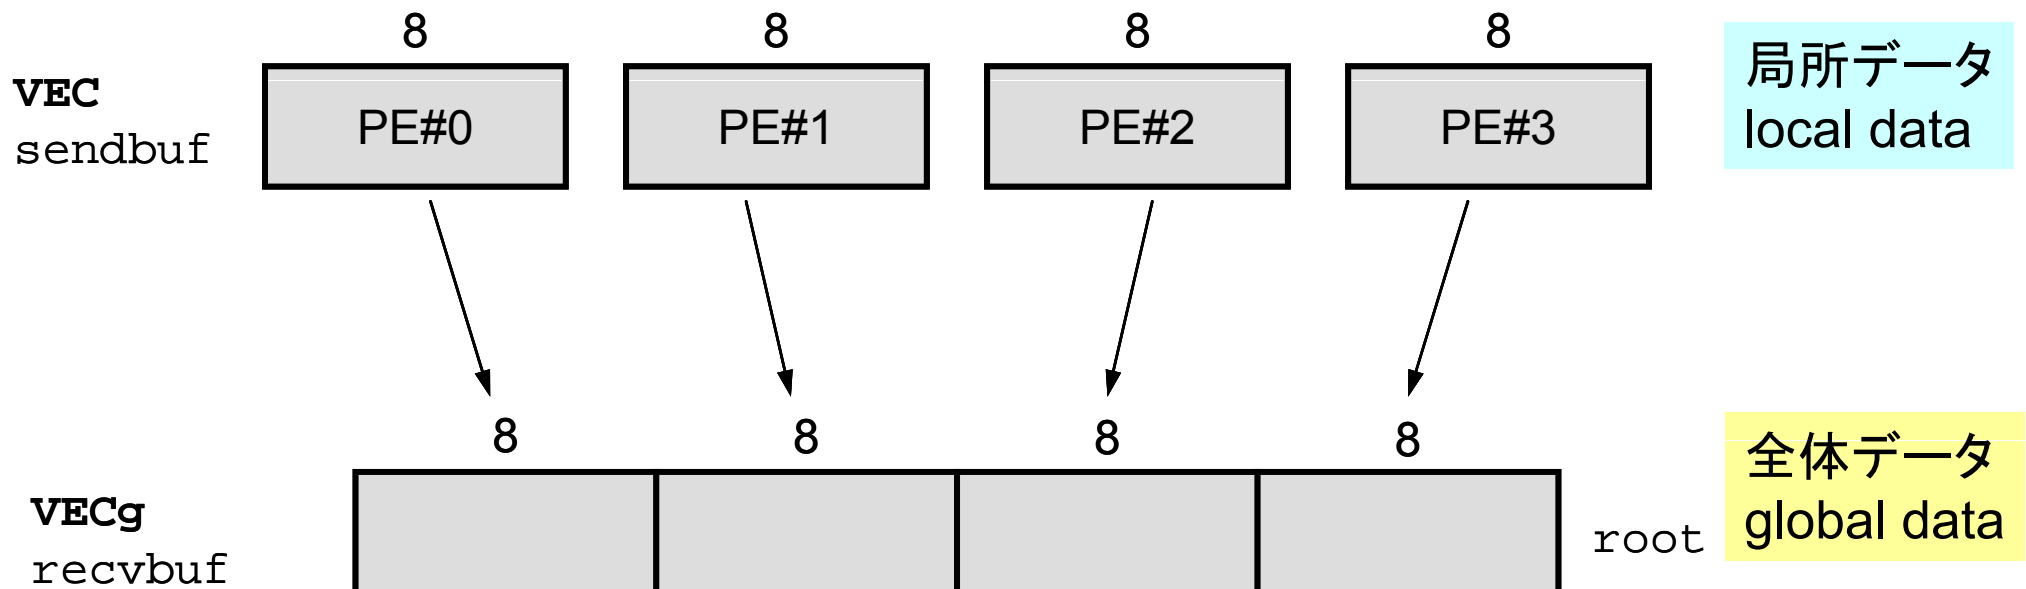 8 8 8 8
VEC
sendbuf
PE#0 PE#1 PE#2 PE#3
局所データ
local data
8 8 8 8
VECg
recvbuf
root
全体データ
global data